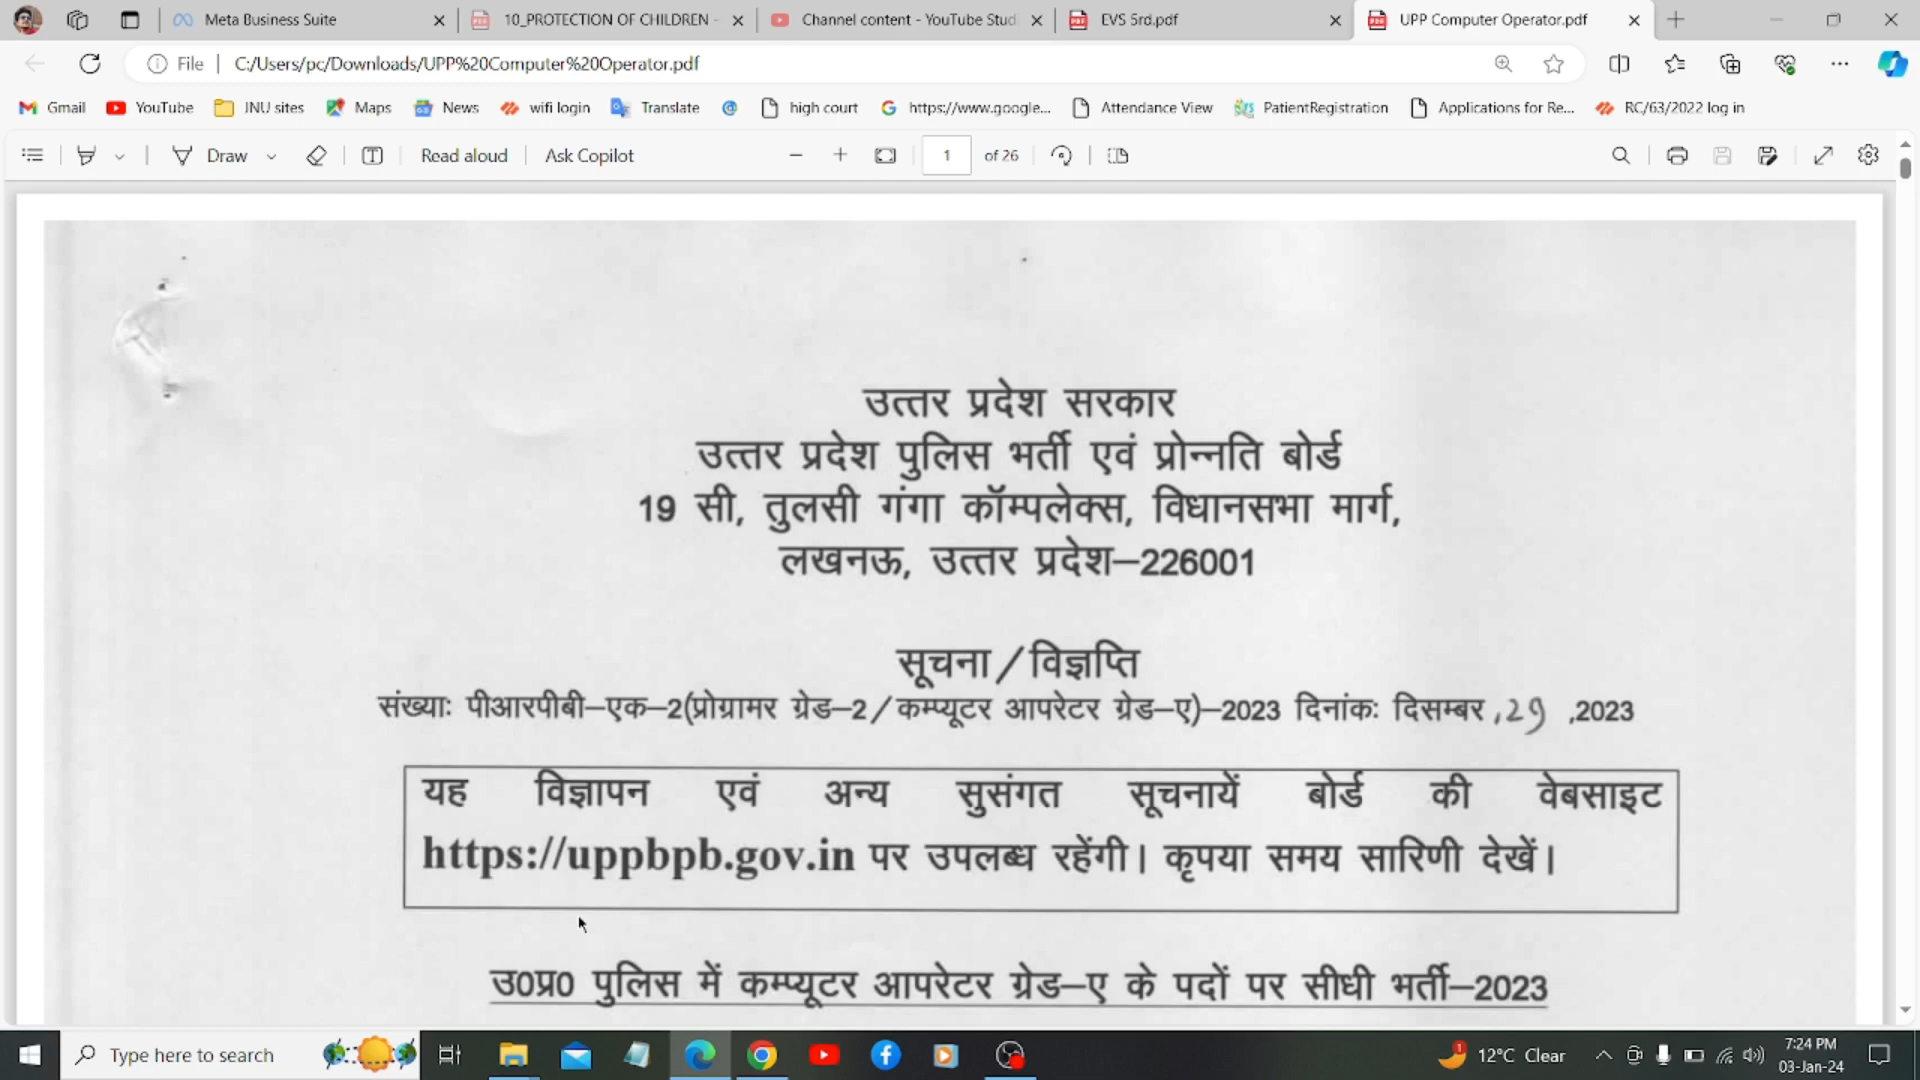 Meta Business Suite
10_PROTECTION OF CHILDREN -
Channel content - YouTube Stud
EVS 5rd.pdf
UPP Computer Operator.pdf
File
C:/Users/pc/Downloads/UPP%20Computer%20Operator.pdf
Gmail
YouTube
JNU sites
Maps
News
wifi login
Translate
high court
https://www.google...
Attendance View
PatientRegistration
Applications for Re...
RC/63/2022 log in
Draw
Read aloud
Ask Copilot
1 of 26
उत्तर प्रदेश सरकार
उत्तर प्रदेश पुलिस भर्ती एवं प्रोन्नति बोर्ड
19 सी, तुलसी गंगा कॉम्पलेक्स, विधानसभा मार्ग,
लखनऊ, उत्तर प्रदेश–226001
सूचना/विज्ञप्ति
संख्याः पीआरपीबी–एक–2(प्रोग्रामर ग्रेड–2/कम्प्यूटर आपरेटर ग्रेड–ए)–2023 दिनांकः दिसम्बर,29 ,2023
यह विज्ञापन एवं अन्य सुसंगत सूचनायें बोर्ड की वेबसाइट
https://uppbpb.gov.in पर उपलब्ध रहेंगी। कृपया समय सारिणी देखें।
उ0प्र0 पुलिस में कम्प्यूटर आपरेटर ग्रेड–ए के पदों पर सीधी भर्ती–2023
Type here to search
1
12°C Clear
7:24 PM
03-Jan-24